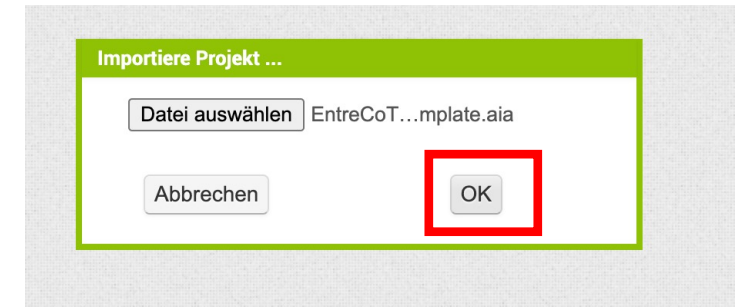 Importiere Projekt ...
Datei auswählen EntreCoT…mplate.aia
Abbrechen OK